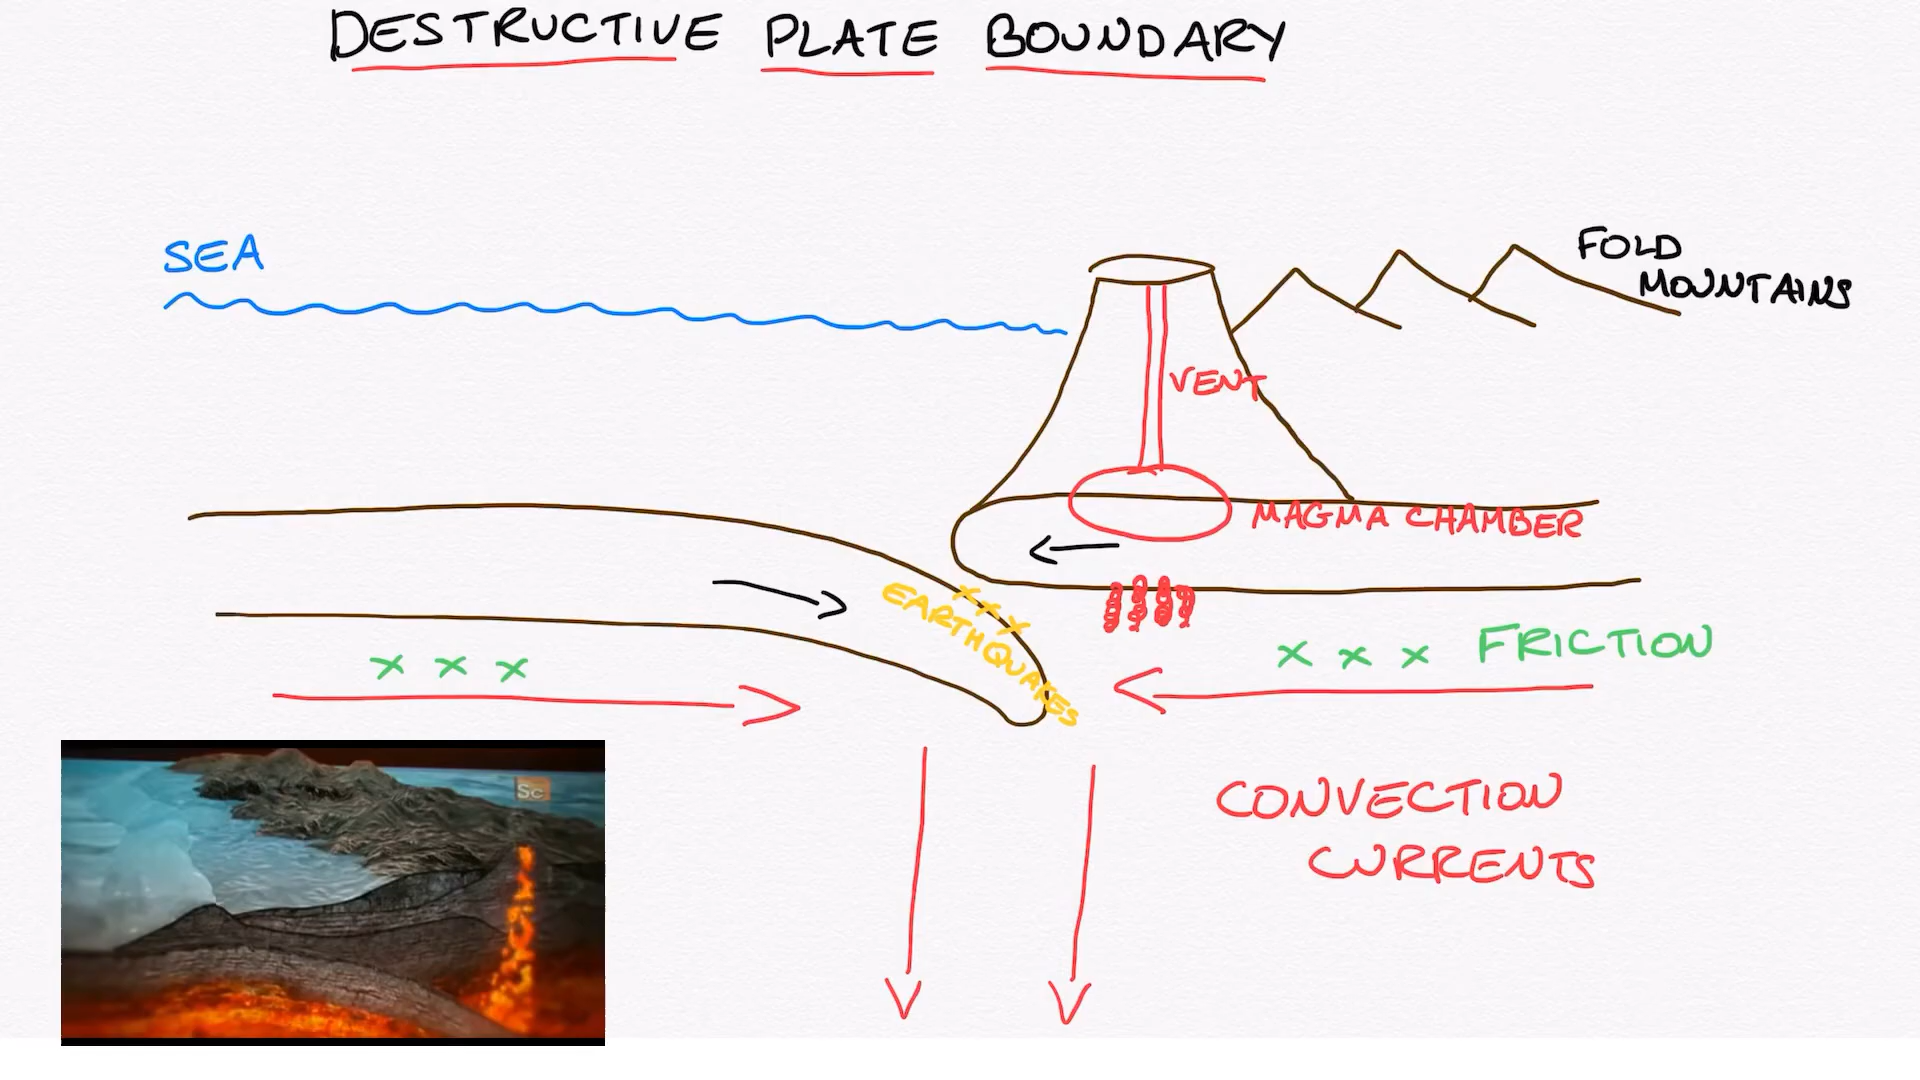 DESTRUCTIVE PLATE BOUNDARY
SEA
FOLD
MOUNTAINS
VENT
MAGMA CHAMBER
EARTHQUAKES
x x x
x x x
x x x FRICTION
CONVECTION
CURRENTS
Sc